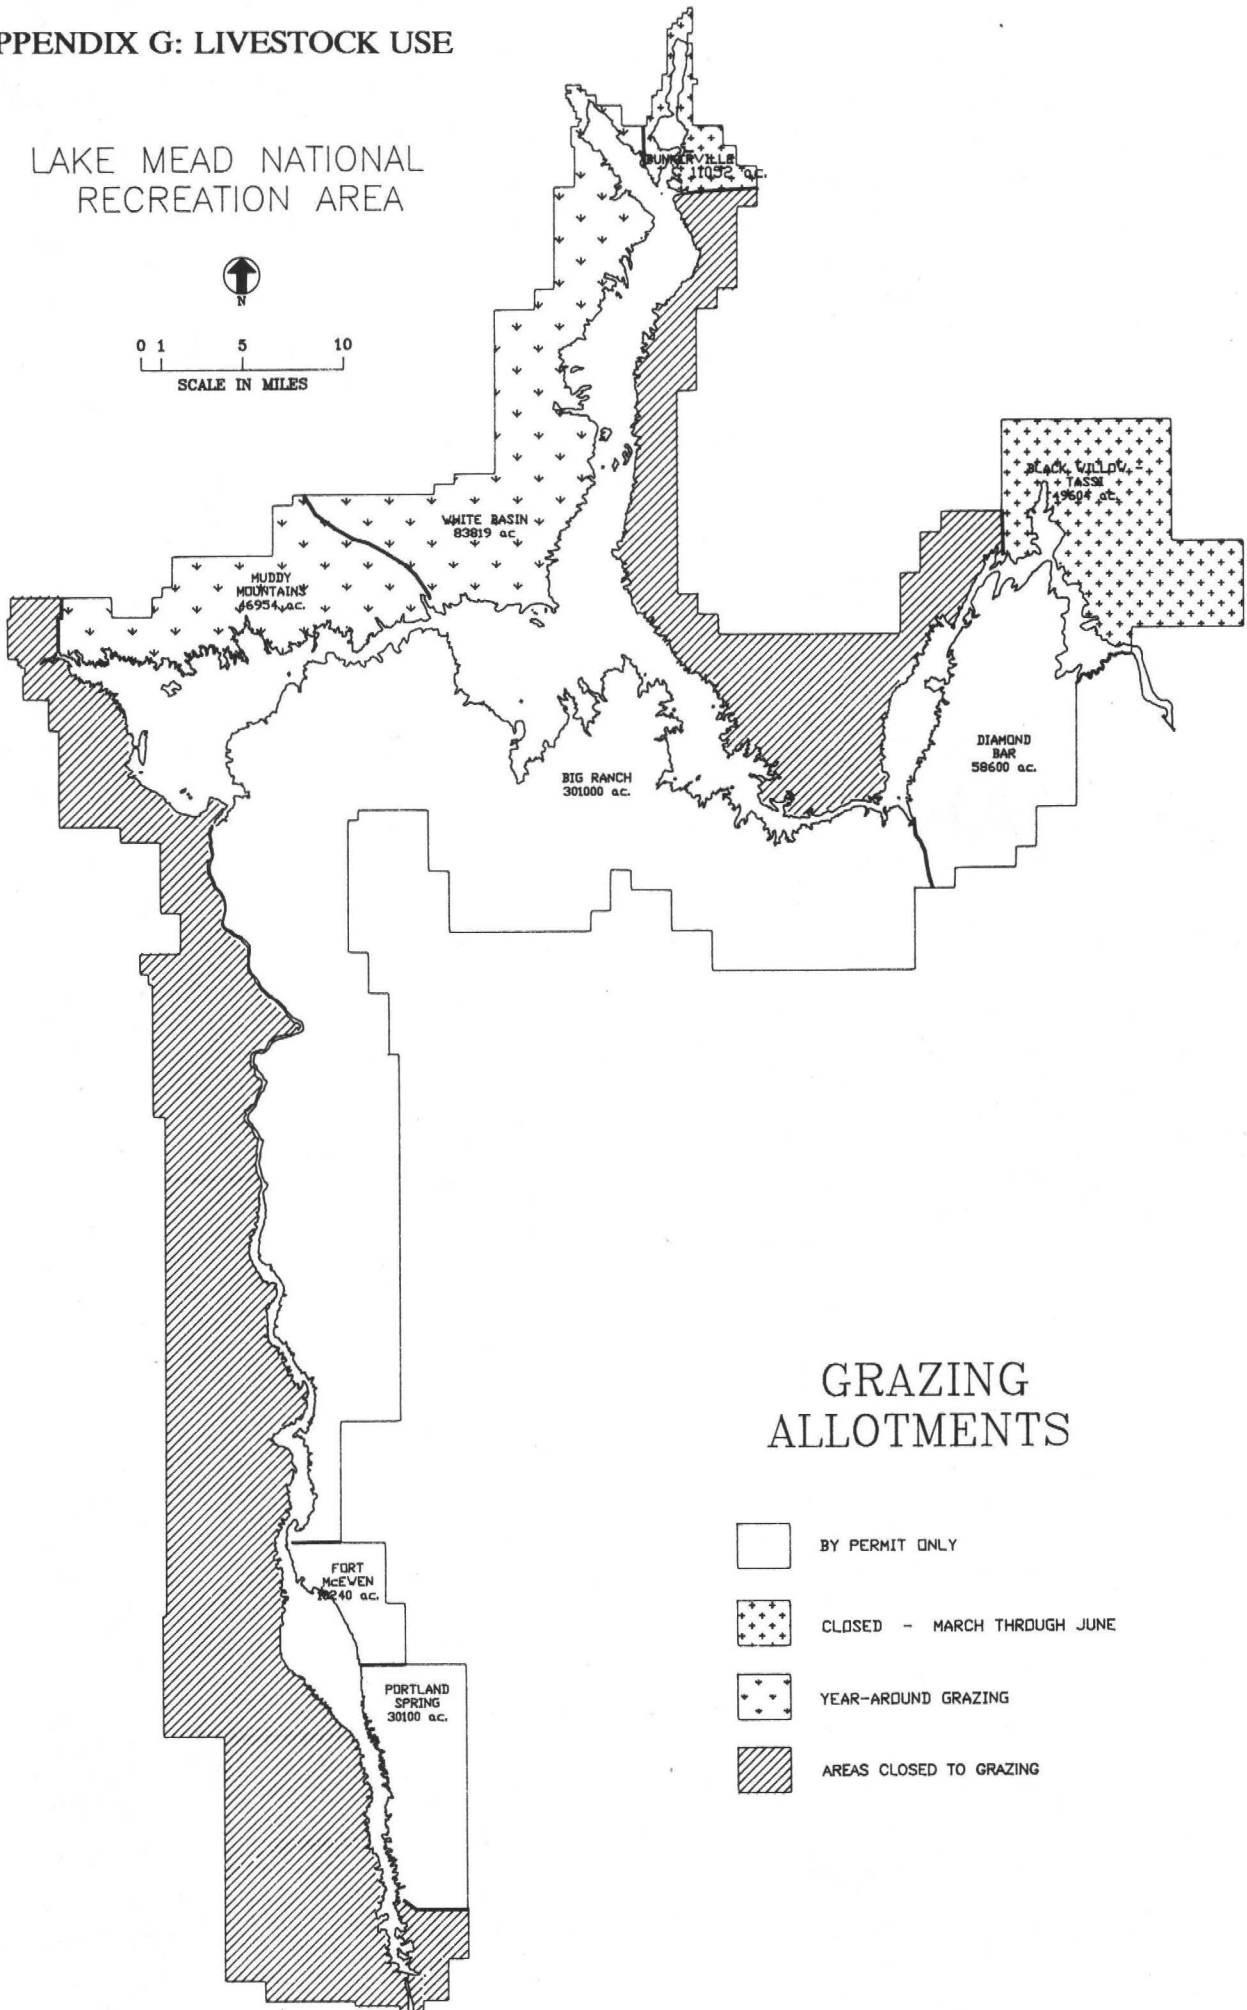 PPENDIX G: LIVESTOCK USE
LAKE MEAD NATIONAL
RECREATION AREA
N
0 1 5 10
SCALE IN MILES
BUNKERVILLE
11052 ac.
BLACK WILLOW -
TASSI
49604 ac.
WHITE BASIN
83819 ac
MUDDY
MOUNTAINS
46954 ac.
DIAMOND
BAR
58600 ac.
BIG RANCH
301000 ac.
GRAZING
ALLOTMENTS
BY PERMIT ONLY
CLOSED - MARCH THROUGH JUNE
YEAR-AROUND GRAZING
AREAS CLOSED TO GRAZING
FORT
McEWEN
ac.
PORTLAND
SPRING
30100 ac.